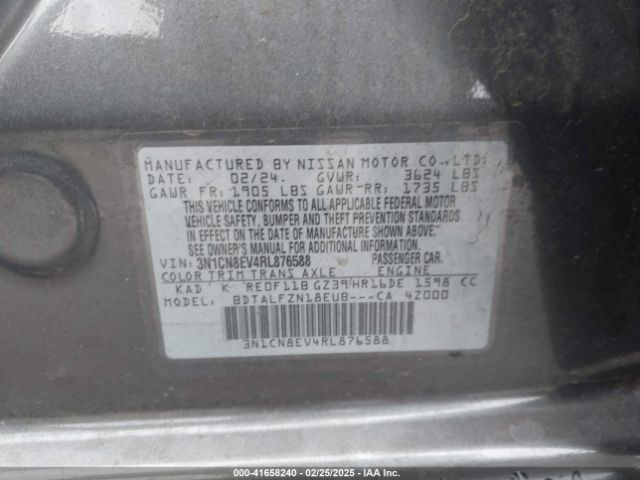 MANUFACTURED BY NISSAN MOTOR CO., LTD.
DATE: 02/24. GVWR: 3624 LBS
GAWR FR: 1905 LBS GAWR-RR: 1735 LBS
THIS VEHICLE CONFORMS TO ALL APPLICABLE FEDERAL MOTOR
VEHICLE SAFETY, BUMPER AND THEFT PREVENTION STANDARDS
IN EFFECT ON THE DATE OF MANUFACTURE SHOWN ABOVE.
SEE OWNER'S MANUAL FOR ADDITIONAL INFORMATION.
VIN: 3N1CN8EV4RL876588 PASSENGER CAR.
COLOR TRIM TRANS AXLE ENGINE
KAD K RE0F11B GZ39 HR16DE 1598 CC
MODEL: BDTALFZN18EUB---CA 4Z000
3N1CN8EV4RL876588
000-41658240 - 02/25/2025 - IAA Inc.